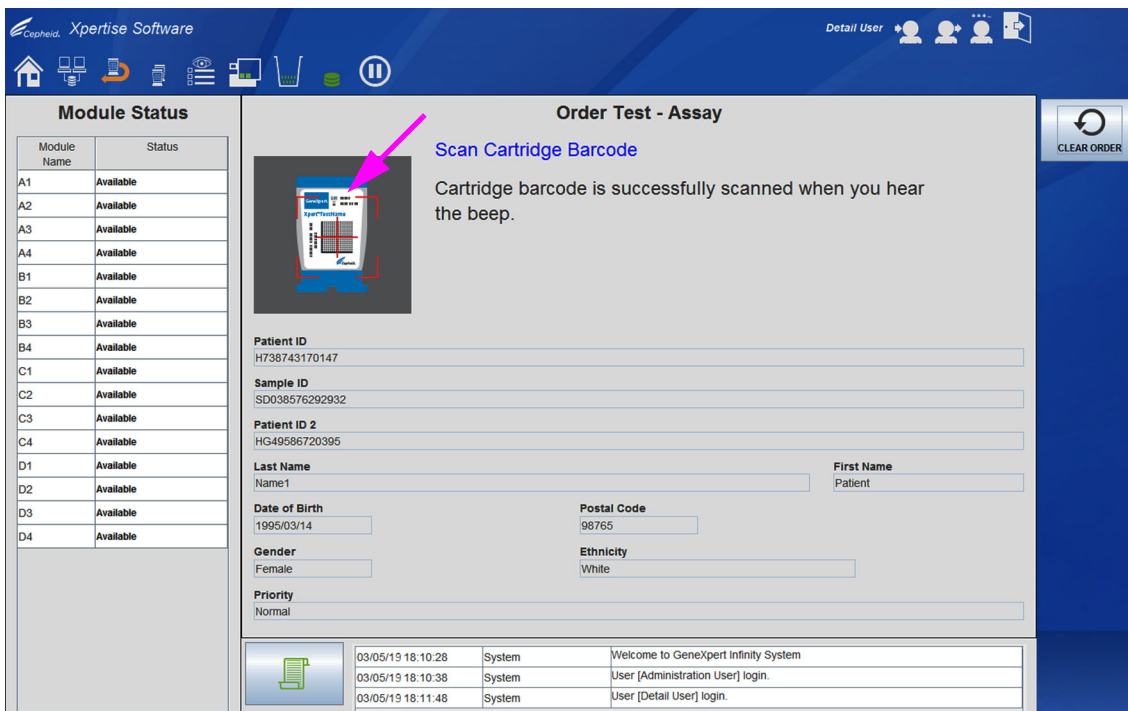 Cepheid. Xpertise Software
Detail User
Module Status
Module Name
Status
A1 Available
A2 Available
A3 Available
A4 Available
B1 Available
B2 Available
B3 Available
B4 Available
C1 Available
C2 Available
C3 Available
C4 Available
D1 Available
D2 Available
D3 Available
D4 Available
Order Test - Assay
Scan Cartridge Barcode
Cartridge barcode is successfully scanned when you hear
the beep.
GeneXpert
Xpert TestName
Cepheid.
Patient ID
H738743170147
Sample ID
SD038576292932
Patient ID 2
HG49586720395
Last Name First Name
Name1 Patient
Date of Birth Postal Code
1995/03/14 98765
Gender Ethnicity
Female White
Priority
Normal
03/05/19 18:10:28 System Welcome to GeneXpert Infinity System
03/05/19 18:10:38 System User [Administration User] login.
03/05/19 18:11:48 System User [Detail User] login.
CLEAR ORDER